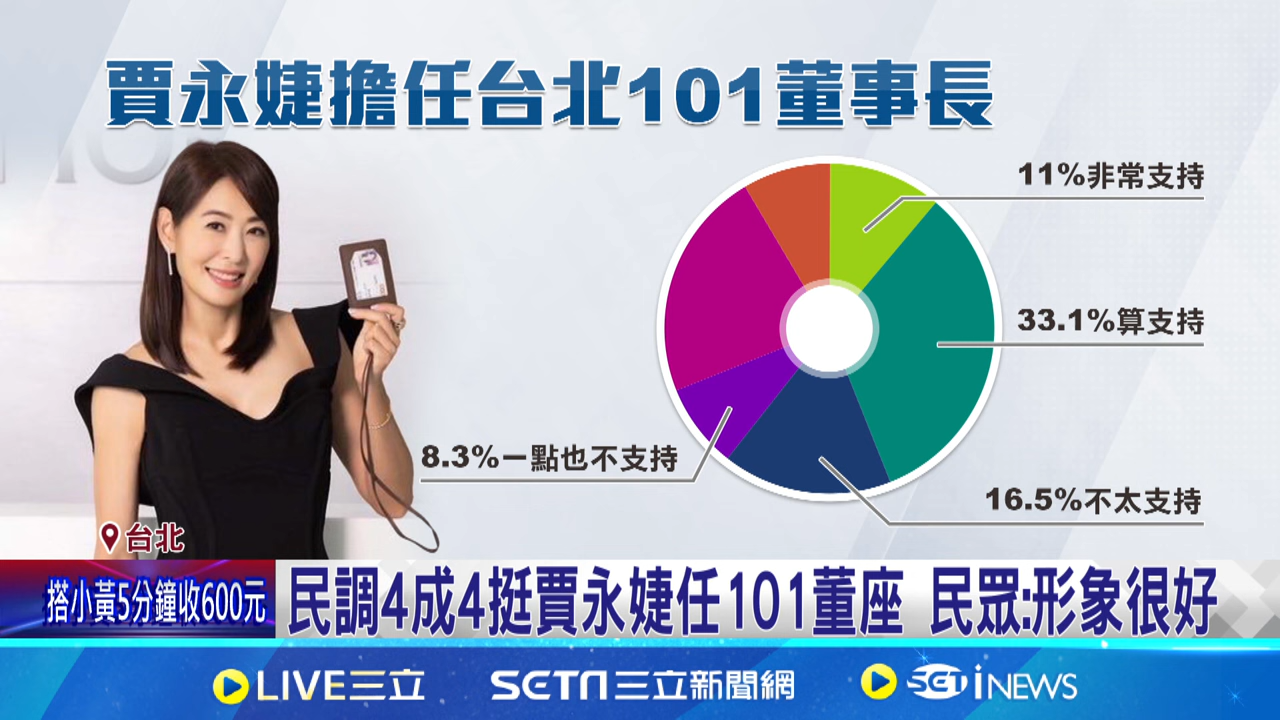 賈永婕擔任台北101董事長
11%非常支持
33.1%算支持
8.3%一點也不支持
16.5%不太支持
台北
搭小黃5分鐘收600元
民調4成4挺賈永婕任101董座 民眾:形象很好
LIVE三立 SETN三立新聞網 SETiNEWS